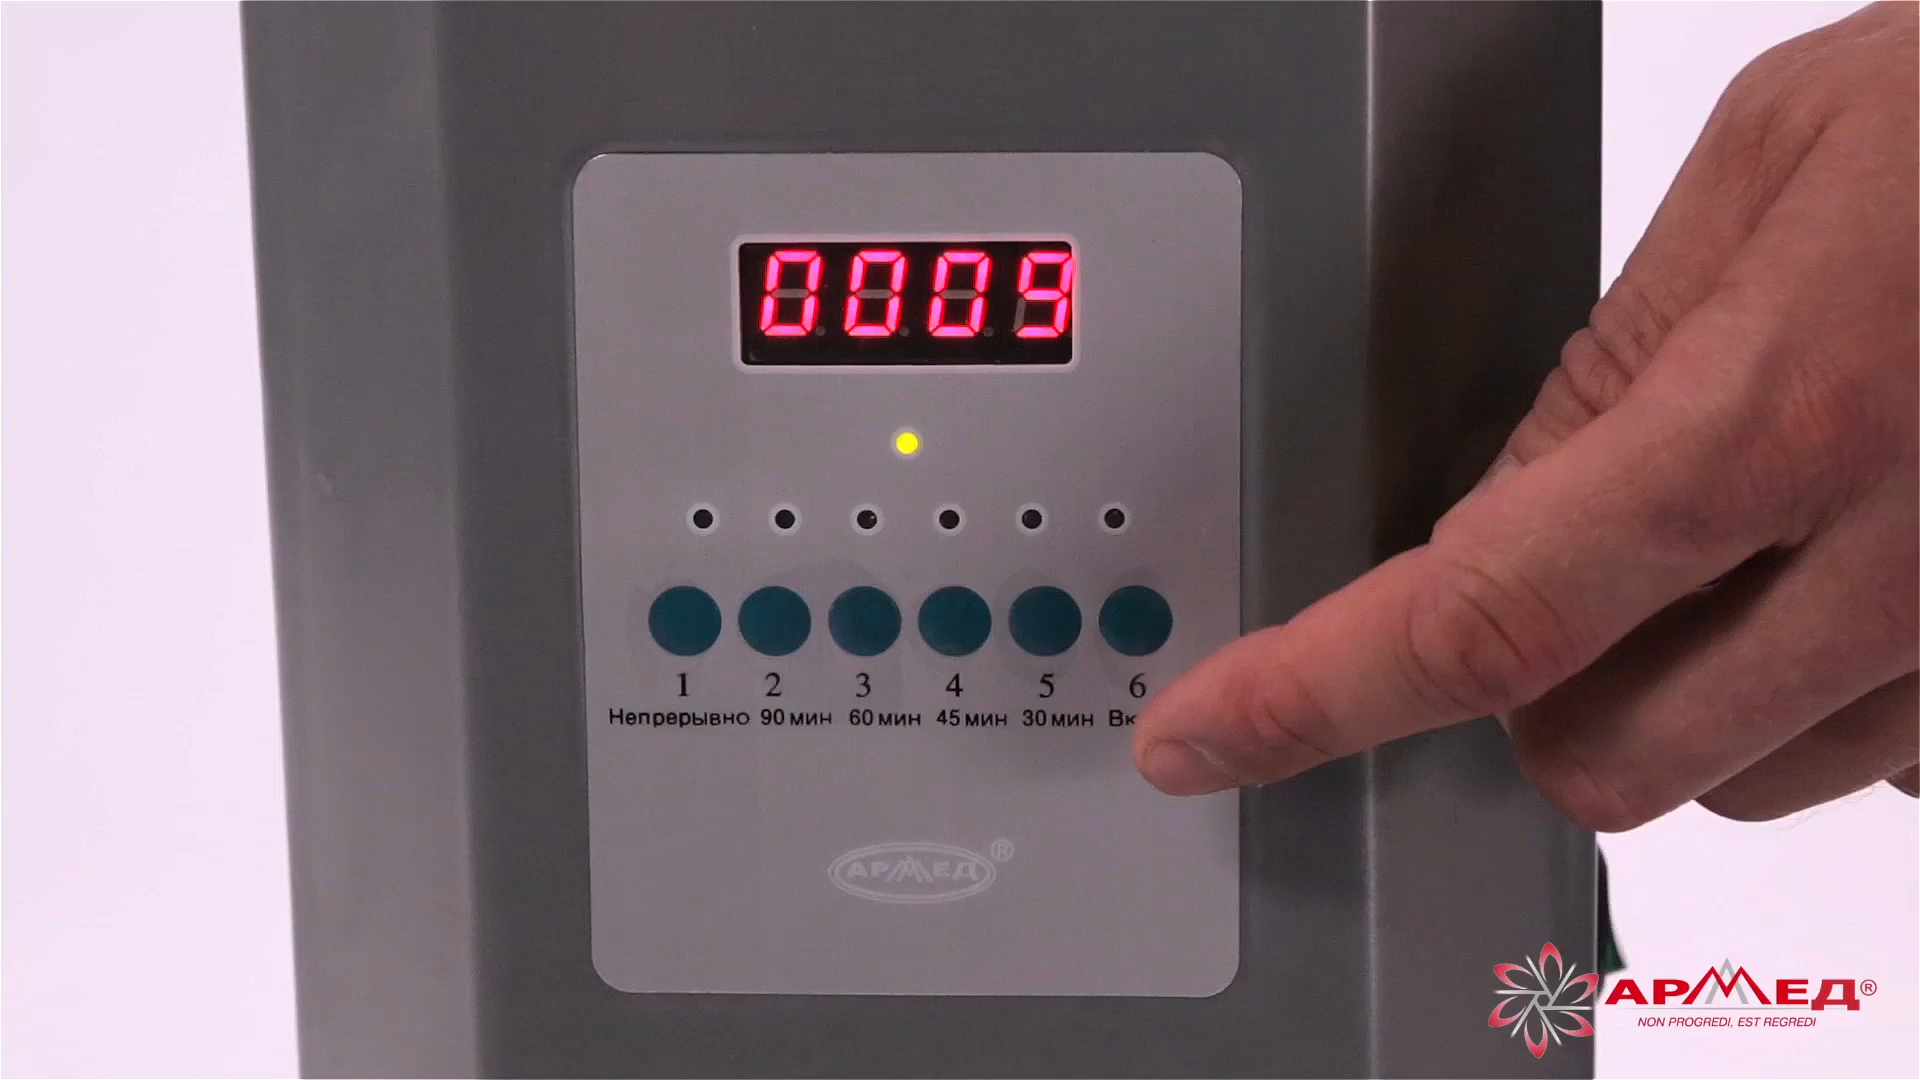 0009
1 2 3 4 5 6
Непрерывно 90 мин 60 мин 45 мин 30 мин
АРМЕД®
АРМЕД®
NON PROGREDI, EST REGREDI